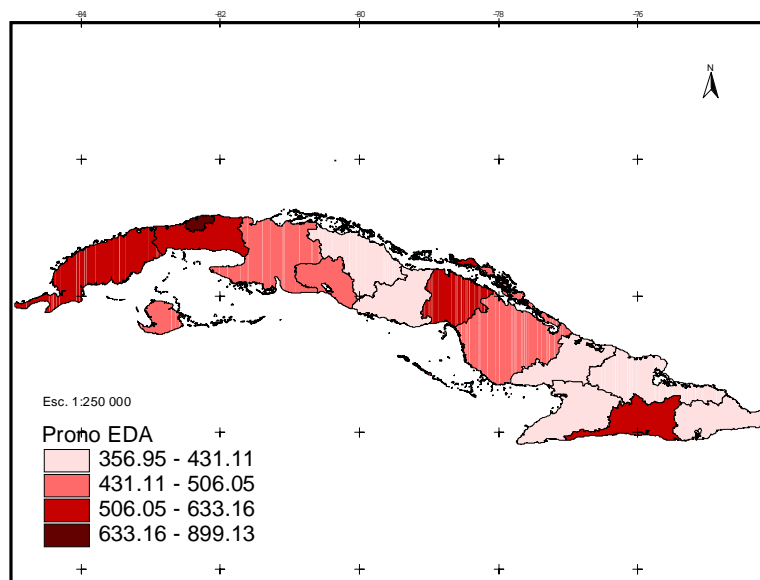 -84 -82 -80 -78 -76
N
Esc. 1:250 000
Prono EDA
356.95 - 431.11
431.11 - 506.05
506.05 - 633.16
633.16 - 899.13